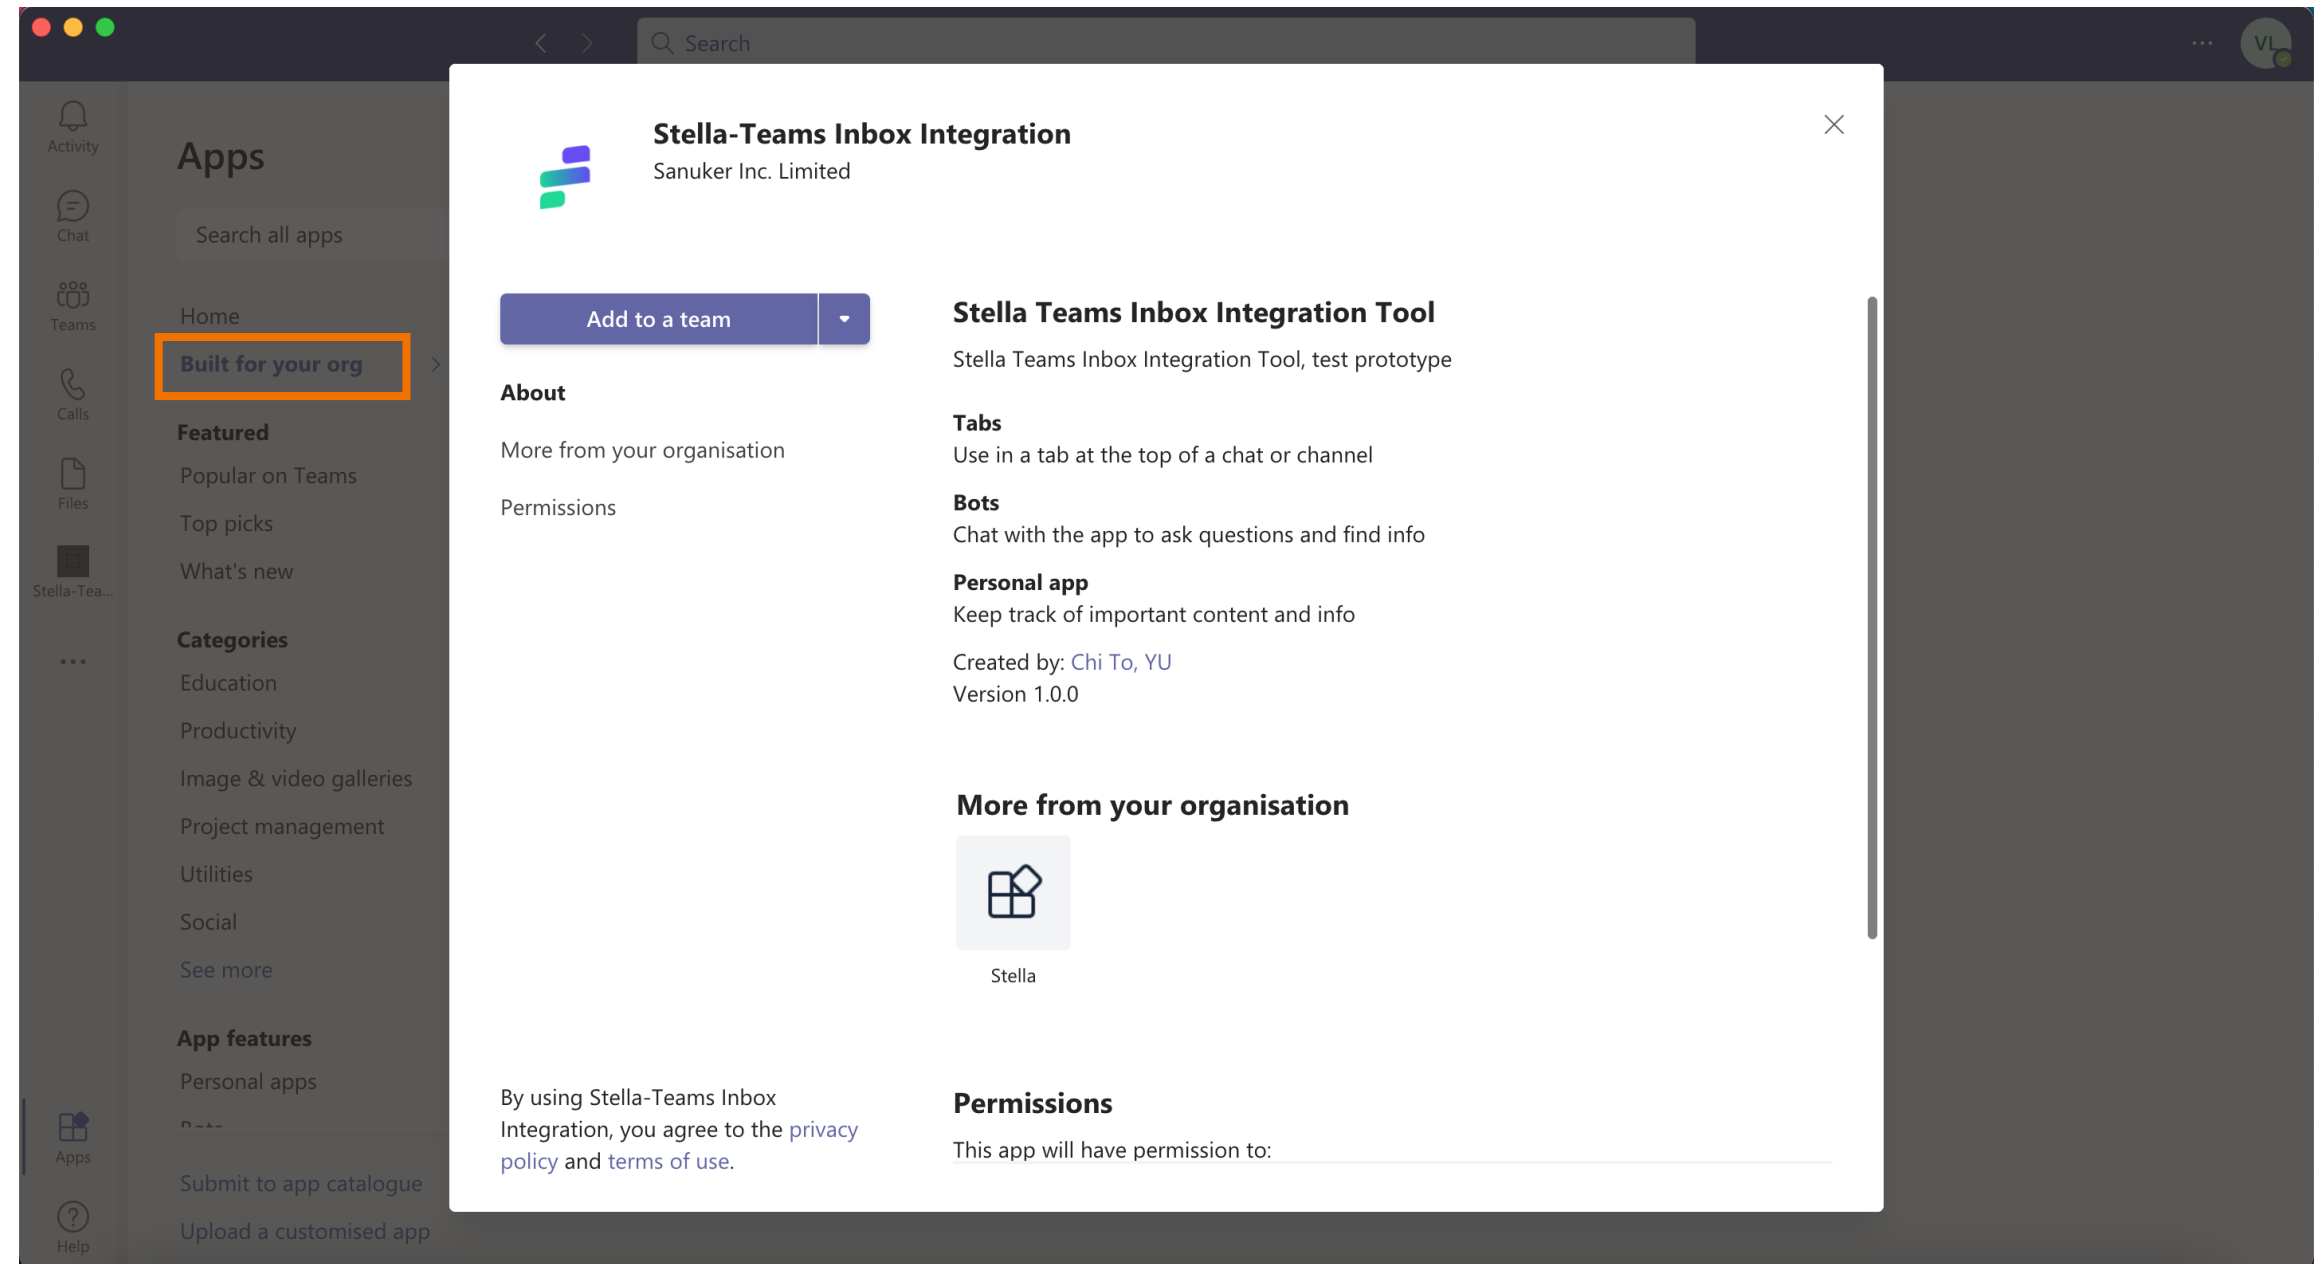 Search
VL
Activity
Chat
Teams
Calls
Files
Stella-Tea...
Apps
Help
Apps
Search all apps
Home
Built for your org
Featured
Popular on Teams
Top picks
What's new
Categories
Education
Productivity
Image & video galleries
Project management
Utilities
Social
See more
App features
Personal apps
Submit to app catalogue
Upload a customised app
Stella-Teams Inbox Integration
Sanuker Inc. Limited
Add to a team
About
More from your organisation
Permissions
By using Stella-Teams Inbox
Integration, you agree to the privacy
policy and terms of use.
Stella Teams Inbox Integration Tool
Stella Teams Inbox Integration Tool, test prototype
Tabs
Use in a tab at the top of a chat or channel
Bots
Chat with the app to ask questions and find info
Personal app
Keep track of important content and info
Created by: Chi To, YU
Version 1.0.0
More from your organisation
Stella
Permissions
This app will have permission to: